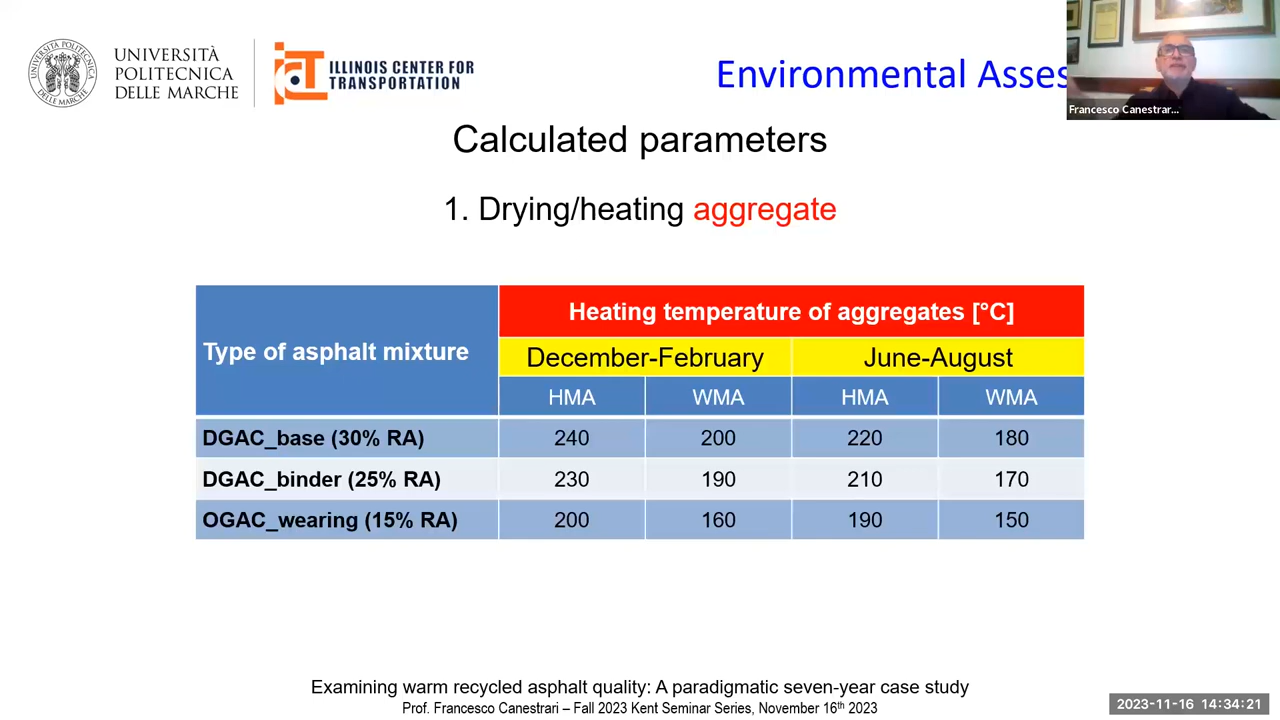 UNIVERSITÀ
POLITECNICA
DELLE MARCHE
ILLINOIS CENTER FOR
TRANSPORTATION
Environmental Asses
Francesco Canestrar...
Calculated parameters
1. Drying/heating aggregate
Type of asphalt mixture
Heating temperature of aggregates [°C]
December-February June-August
HMA WMA HMA WMA
DGAC_base (30% RA) 240 200 220 180
DGAC_binder (25% RA) 230 190 210 170
OGAC_wearing (15% RA) 200 160 190 150
Examining warm recycled asphalt quality: A paradigmatic seven-year case study
Prof. Francesco Canestrari – Fall 2023 Kent Seminar Series, November 16th 2023
2023-11-16 14:34:21